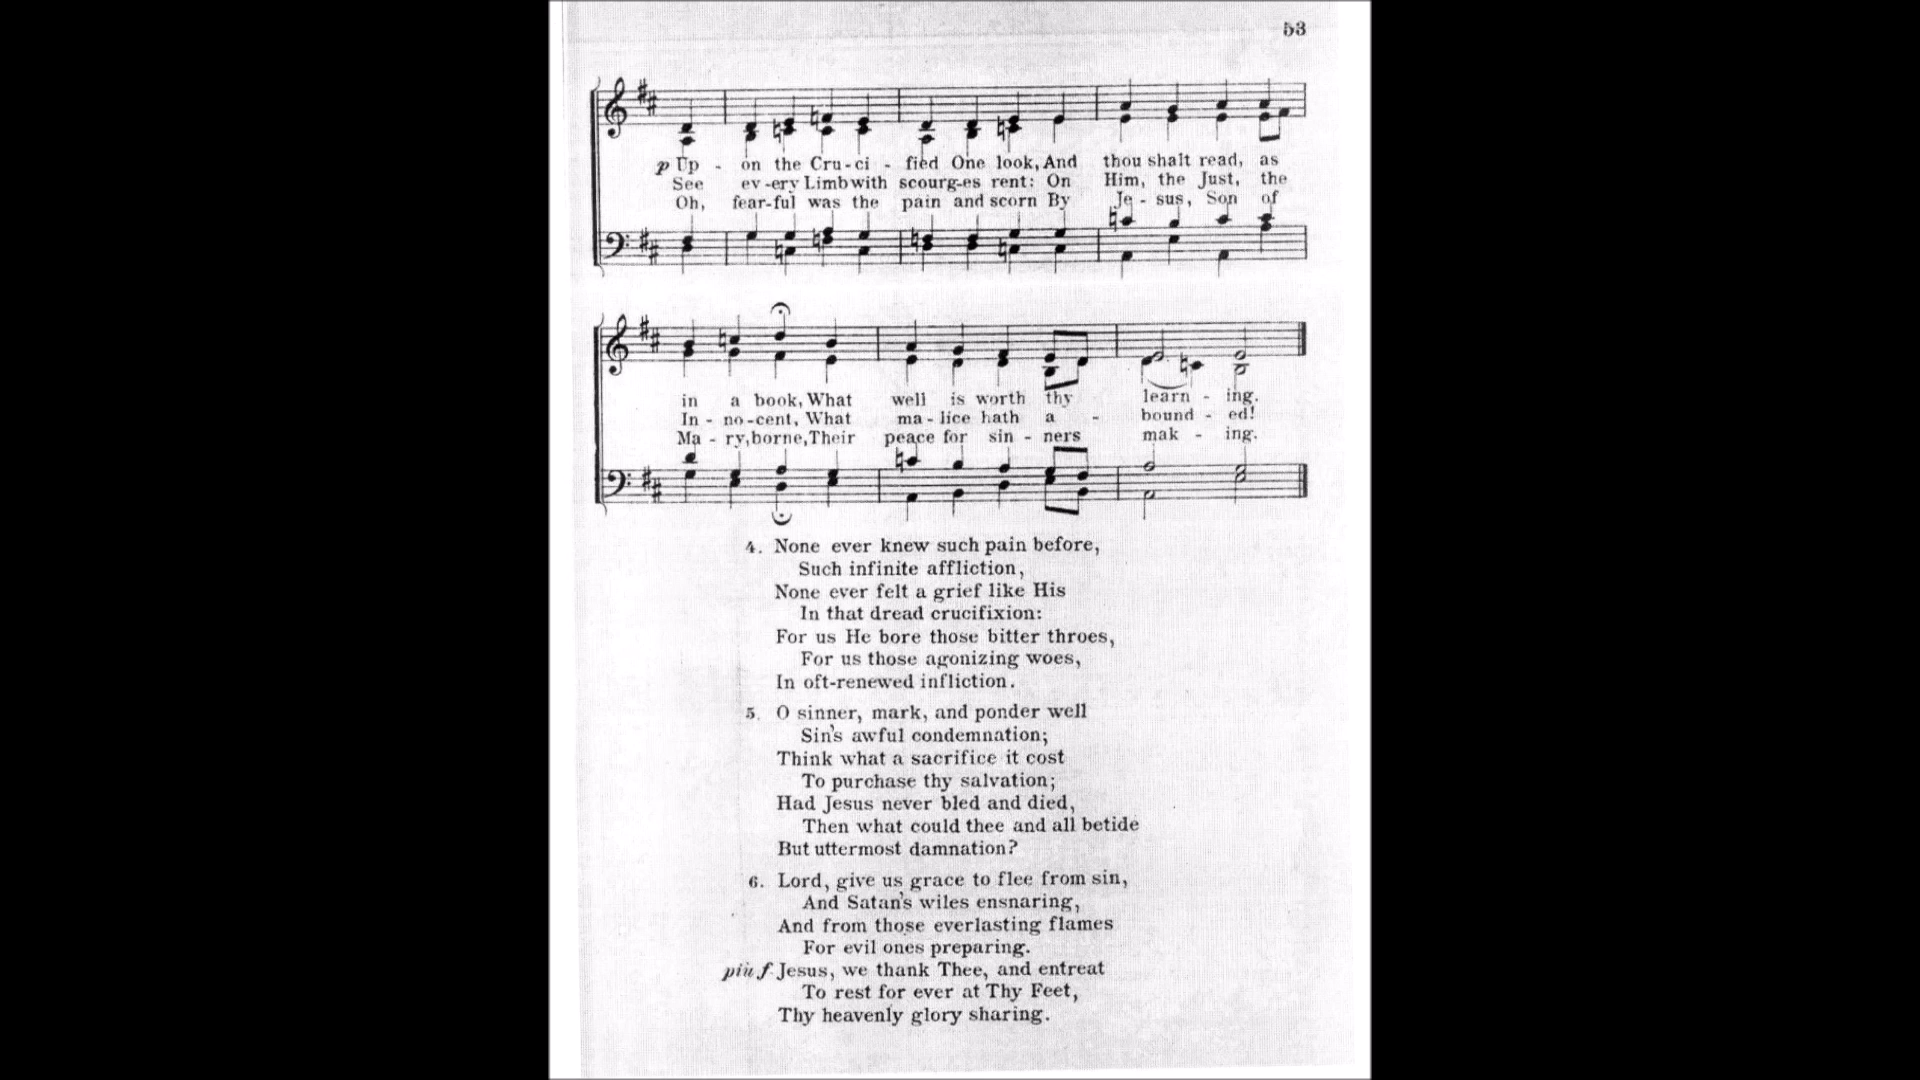 53
p Up - on the Cru - ci - fied One look, And thou shalt read, as
See ev - ery Limb with scourg - es rent: On Him, the Just, the
Oh, fear - ful was the pain and scorn By Je - sus, Son of
in a book, What well is worth thy learn - ing.
In - no - cent, What ma - lice hath a - bound - ed!
Ma - ry, borne, Their peace for sin - ners mak - ing.
4. None ever knew such pain before,
Such infinite affliction,
None ever felt a grief like His
In that dread crucifixion:
For us He bore those bitter throes,
For us those agonizing woes,
In oft-renewed infliction.
5. O sinner, mark, and ponder well
Sin's awful condemnation;
Think what a sacrifice it cost
To purchase thy salvation;
Had Jesus never bled and died,
Then what could thee and all betide
But uttermost damnation?
6. Lord, give us grace to flee from sin,
And Satan's wiles ensnaring,
And from those everlasting flames
For evil ones preparing.
più f Jesus, we thank Thee, and entreat
To rest for ever at Thy Feet,
Thy heavenly glory sharing.